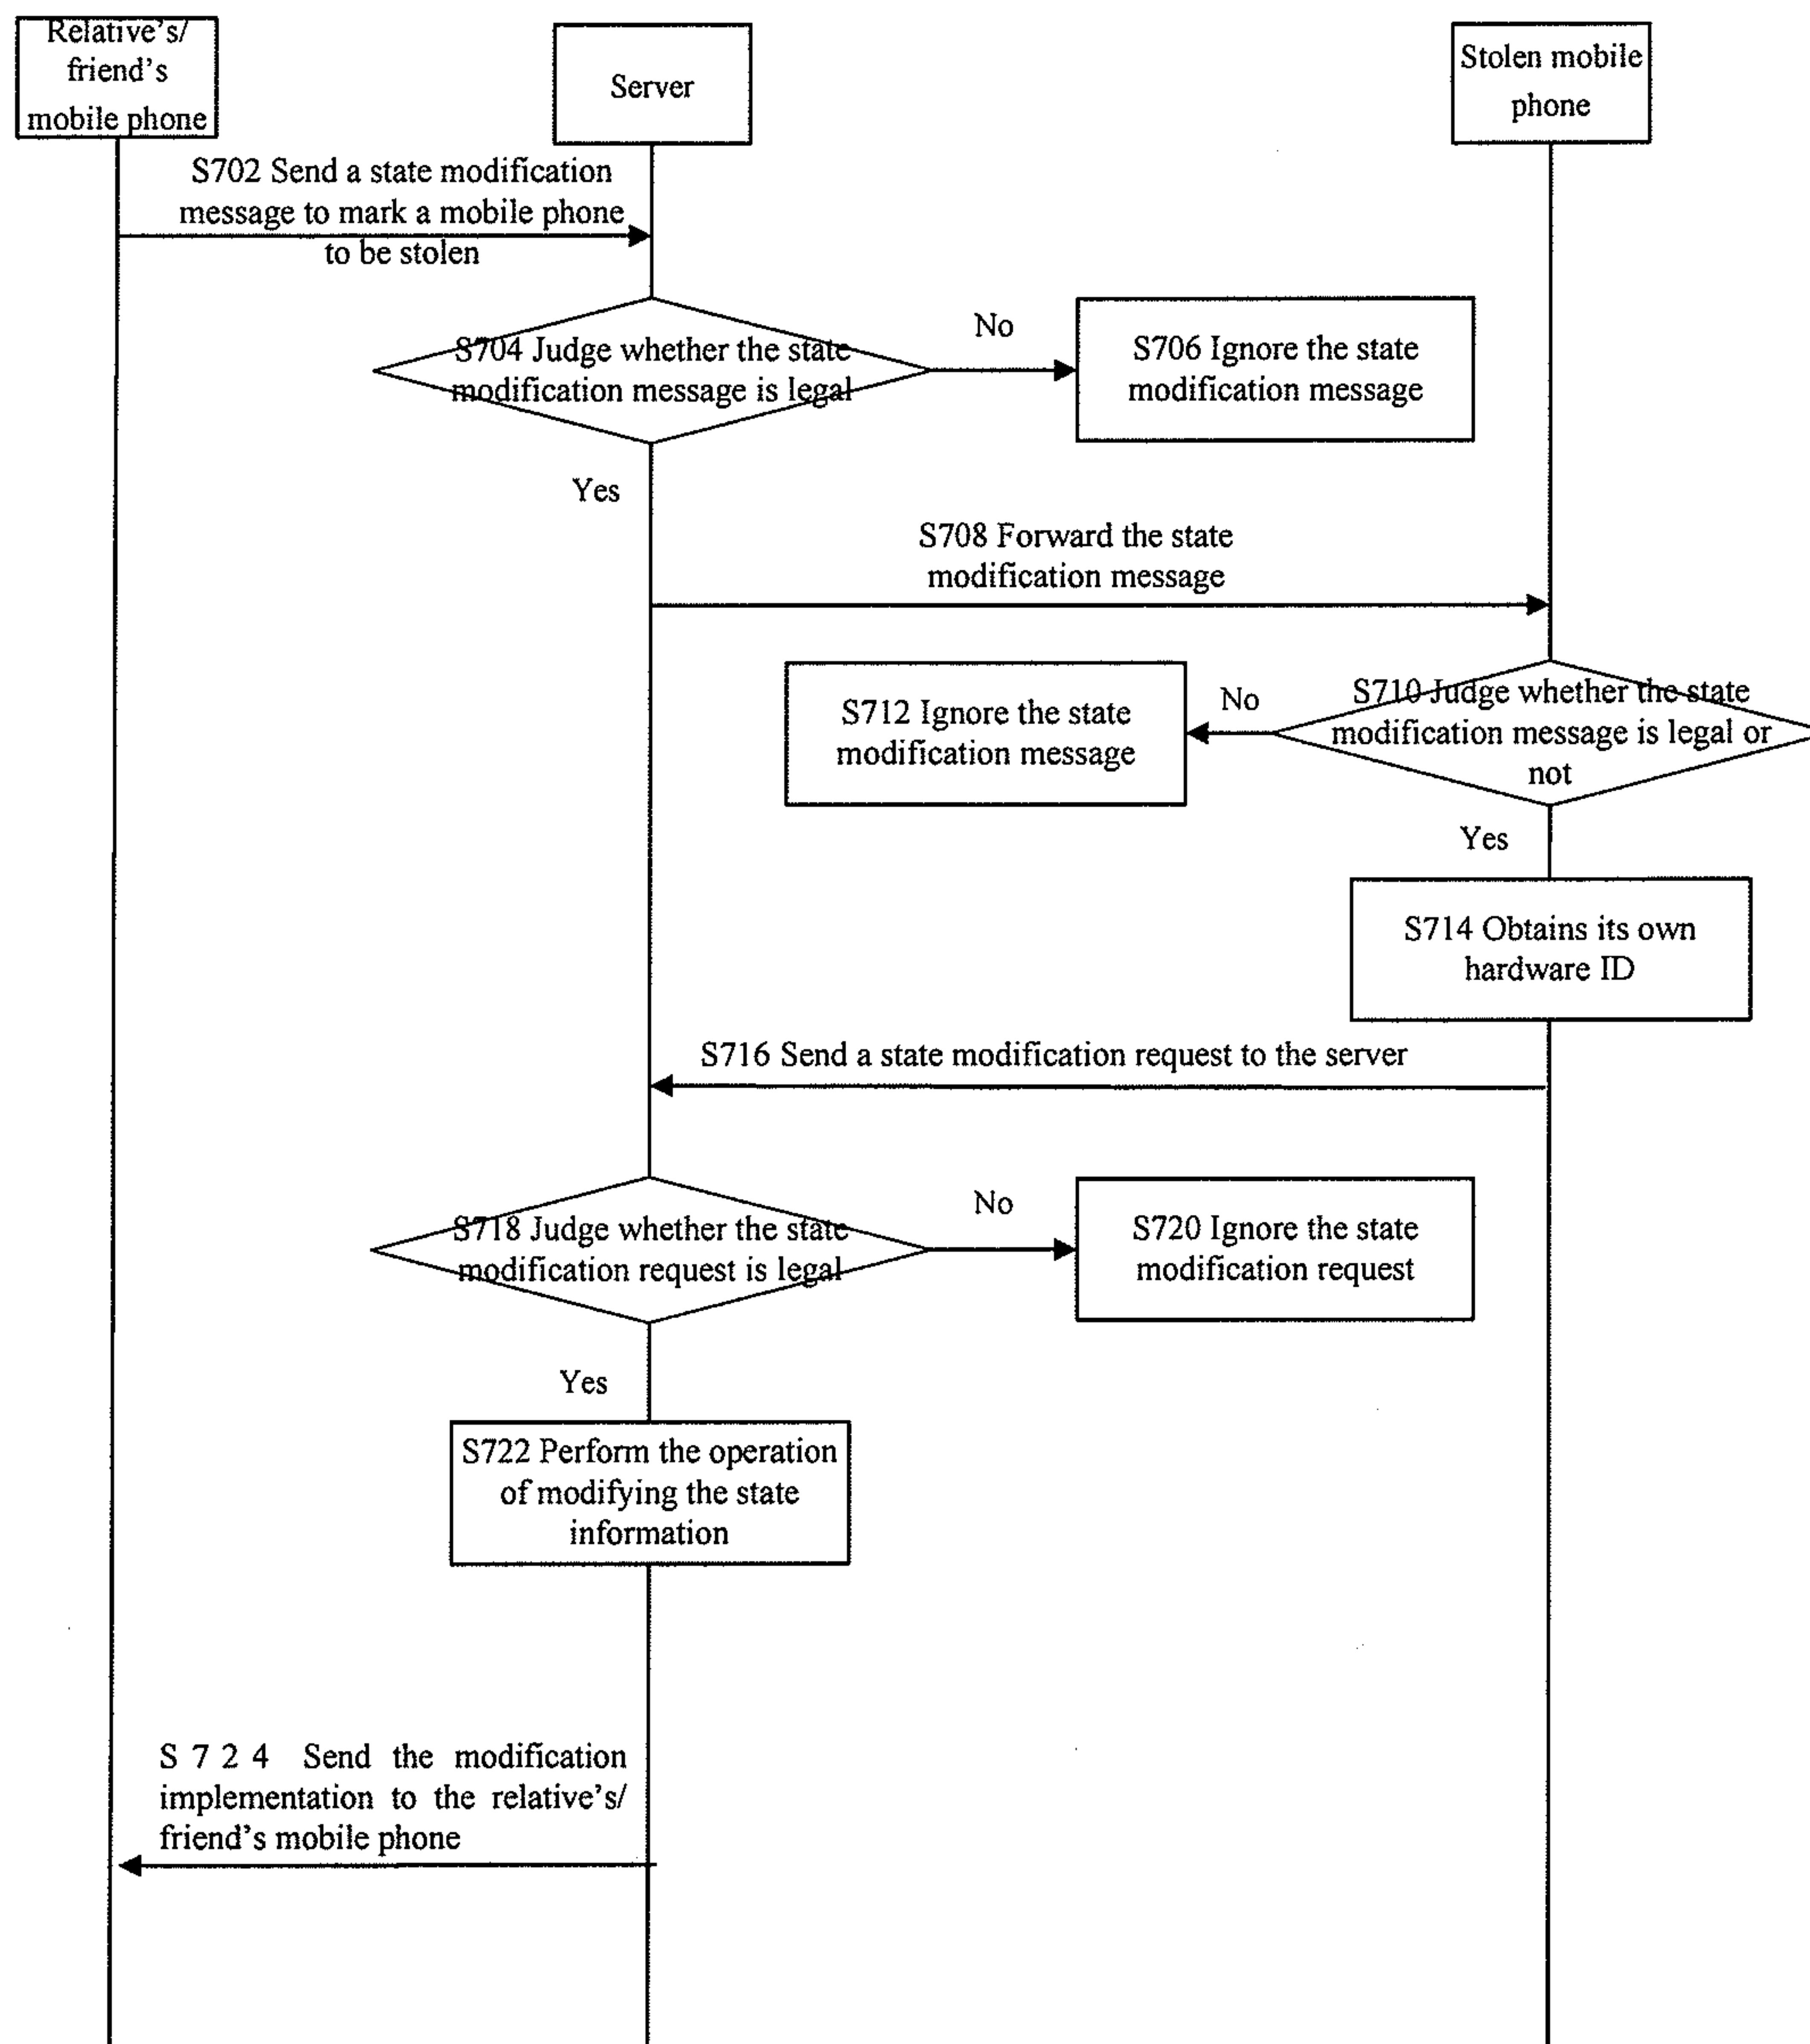 Relative's/
friend's
mobile phone
Server
Stolen mobile
phone
S702 Send a state modification
message to mark a mobile phone
to be stolen
S704 Judge whether the state
modification message is legal
No
S706 Ignore the state
modification message
Yes
S708 Forward the state
modification message
S710 Judge whether the state
modification message is legal or
not
No
S712 Ignore the state
modification message
Yes
S714 Obtains its own
hardware ID
S716 Send a state modification request to the server
S718 Judge whether the state
modification request is legal
No
S720 Ignore the state
modification request
Yes
S722 Perform the operation
of modifying the state
information
S 7 2 4 Send the modification
implementation to the relative's/
friend's mobile phone